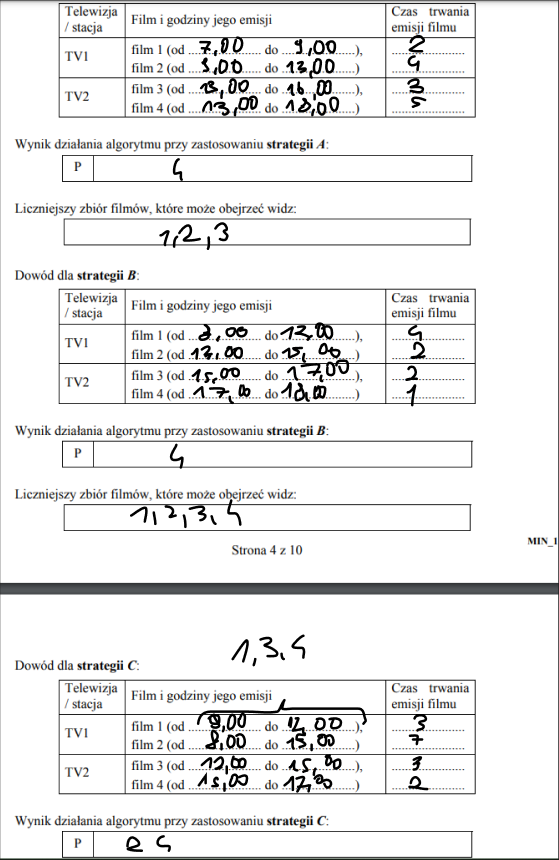 Telewizja / stacja Film i godziny jego emisji Czas trwania emisji filmu
TV1 film 1 (od 7,00 do 9,00), 2
film 2 (od 9,00 do 13,00) 4
TV2 film 3 (od 13,00 do 16,00), 3
film 4 (od 13,00 do 18,00) 5
Wynik działania algorytmu przy zastosowaniu strategii A:
P 4
Liczniejszy zbiór filmów, które może obejrzeć widz:
1,2,3
Dowód dla strategii B:
Telewizja / stacja Film i godziny jego emisji Czas trwania emisji filmu
TV1 film 1 (od 8,00 do 12,00), 4
film 2 (od 13,00 do 15,00) 2
TV2 film 3 (od 15,00 do 17,00), 2
film 4 (od 17,00 do 18,00) 1
Wynik działania algorytmu przy zastosowaniu strategii B:
P 4
Liczniejszy zbiór filmów, które może obejrzeć widz:
1,2,3,4
Strona 4 z 10
MIN_1
1,3,4
Dowód dla strategii C:
Telewizja / stacja Film i godziny jego emisji Czas trwania emisji filmu
TV1 film 1 (od 9,00 do 12,00), 3
film 2 (od 8,00 do 15,00) 7
TV2 film 3 (od 12,00 do 15,00), 3
film 4 (od 15,00 do 17,00) 2
Wynik działania algorytmu przy zastosowaniu strategii C:
P 4